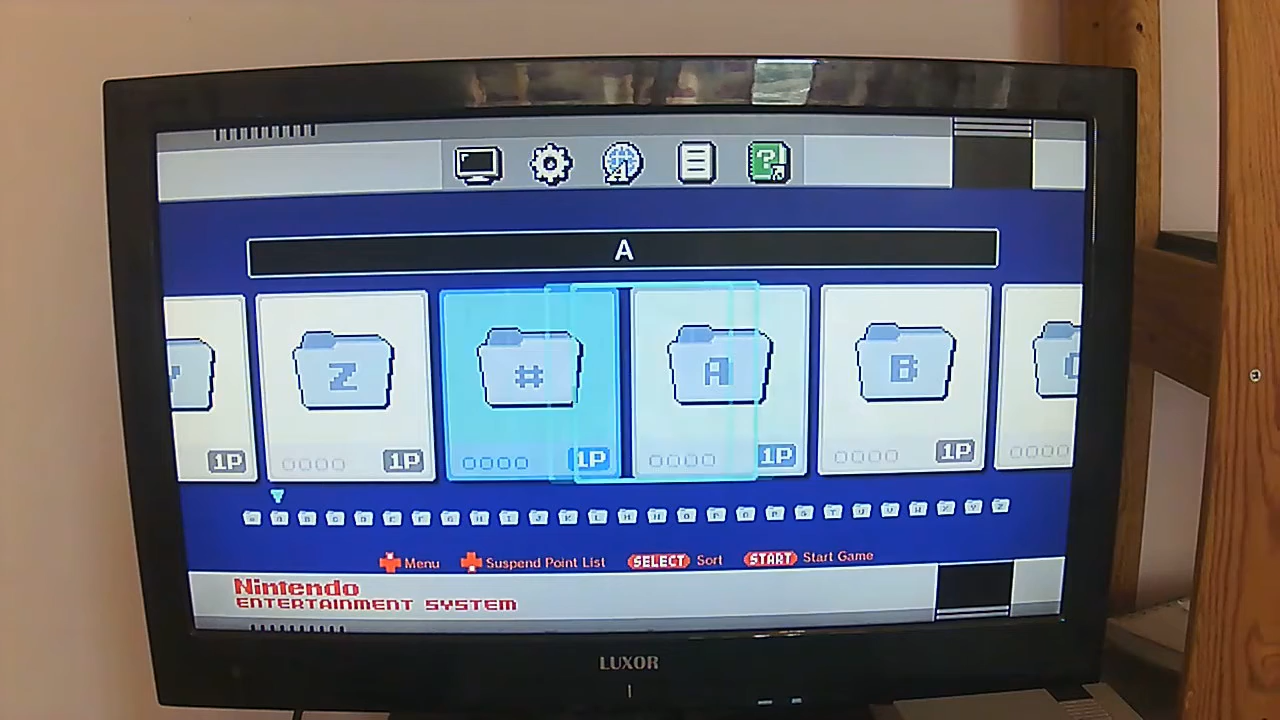 A
Z
#
A
B
1P
1P
1P
1P
1P
Menu
Suspend Point List
SELECT Sort
START Start Game
Nintendo
ENTERTAINMENT SYSTEM
LUXOR